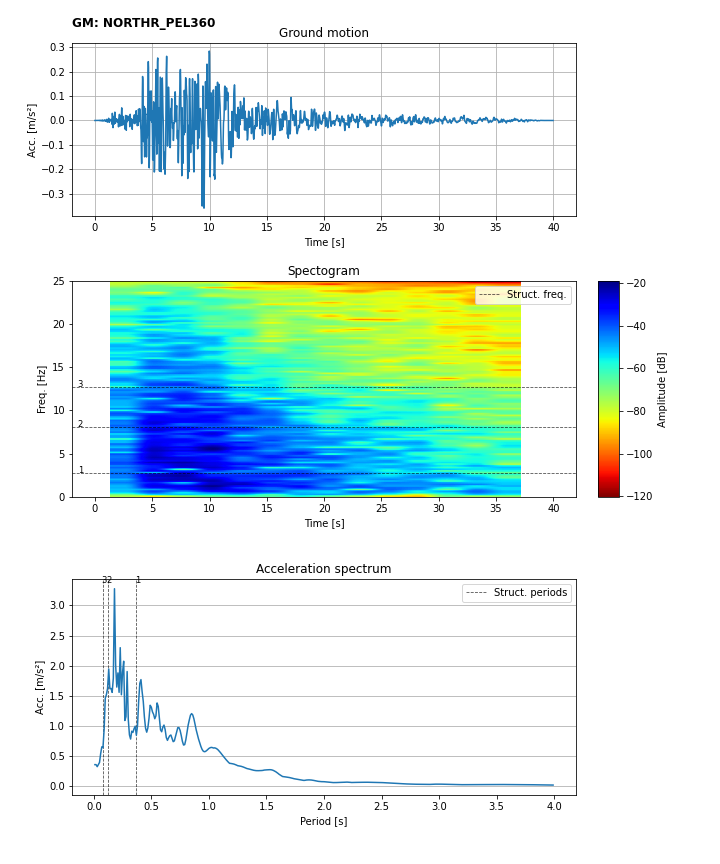 GM: NORTHR_PEL360
Ground motion
Acc. [m/s²]
0.3
0.2
0.1
0.0
−0.1
−0.2
−0.3
0 5 10 15 20 25 30 35 40
Time [s]
Spectogram
Freq. [Hz]
25
20
15
10
5
0
3
2
1
Struct. freq.
0 5 10 15 20 25 30 35 40
Time [s]
−20
−40
−60
−80
−100
−120
Amplitude [dB]
Acceleration spectrum
32 1
Struct. periods
Acc. [m/s²]
3.0
2.5
2.0
1.5
1.0
0.5
0.0
0.0 0.5 1.0 1.5 2.0 2.5 3.0 3.5 4.0
Period [s]